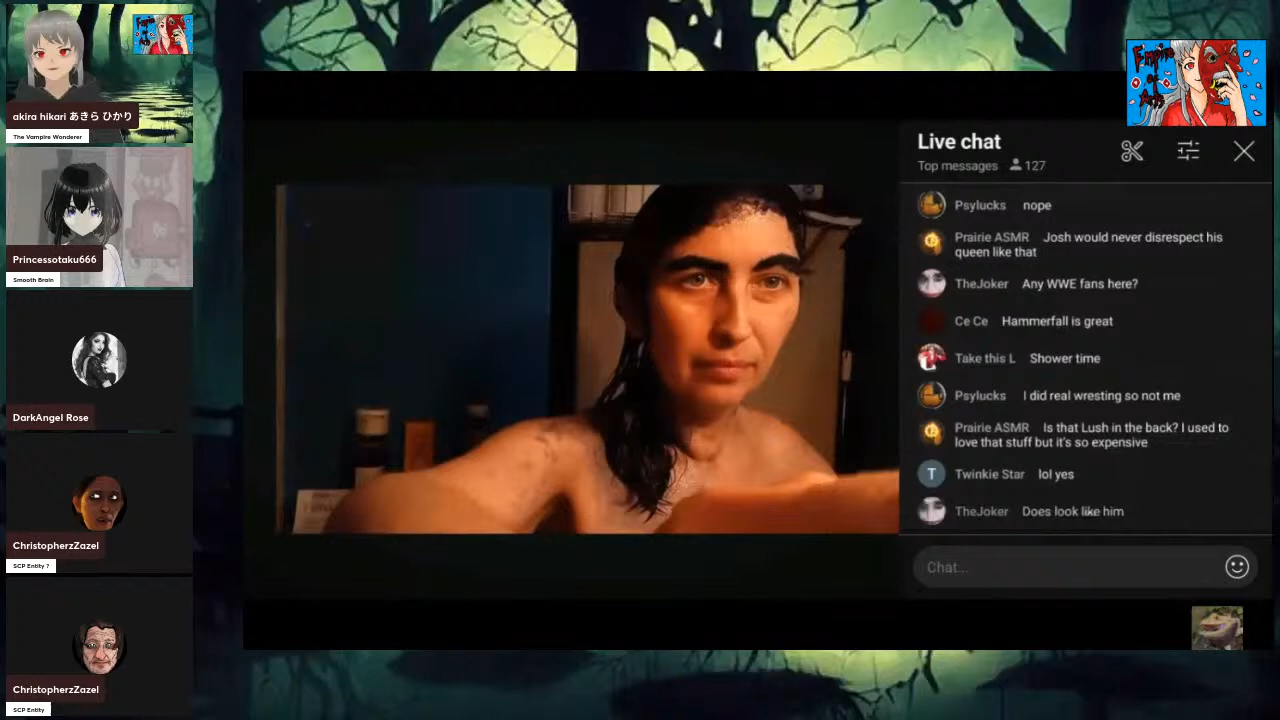 akira hikari あきら ひかり
The Vampire Wonderer
Princessotaku666
Smooth Brain
DarkAngel Rose
ChristopherzZazel
SCP Entity ?
ChristopherzZazel
SCP Entity
Empire
of
Arts
Live chat
Top messages 127
Psylucks nope
Prairie ASMR Josh would never disrespect his
queen like that
TheJoker Any WWE fans here?
Ce Ce Hammerfall is great
Take this L Shower time
Psylucks I did real wresting so not me
Prairie ASMR Is that Lush in the back? I used to
love that stuff but it's so expensive
T Twinkie Star lol yes
TheJoker Does look like him
Chat...